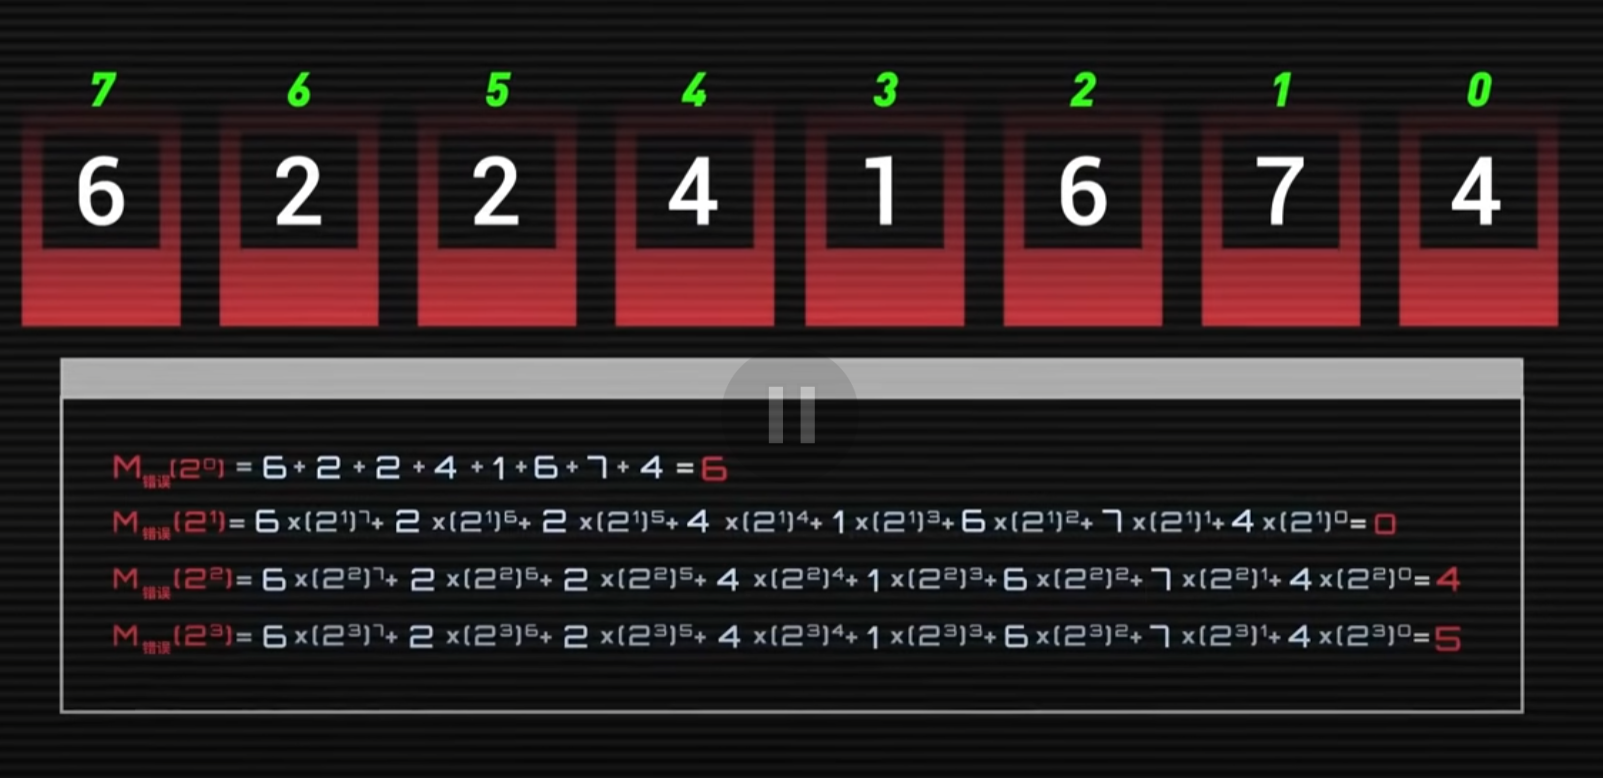 7 6 5 4 3 2 1 0
6 2 2 4 1 6 7 4
M错误(2⁰) = 6 + 2 + 2 + 4 + 1 + 6 + 7 + 4 = 6
M错误(2¹)= 6 x(2¹)⁷+ 2 x(2¹)⁶+ 2 x(2¹)⁵+ 4 x(2¹)⁴+ 1 x(2¹)³+ 6 x(2¹)²+ 7 x(2¹)¹+ 4 x(2¹)⁰= 0
M错误(2²)= 6 x(2²)⁷+ 2 x(2²)⁶+ 2 x(2²)⁵+ 4 x(2²)⁴+ 1 x(2²)³+ 6 x(2²)²+ 7 x(2²)¹+ 4 x(2²)⁰= 4
M错误(2³)= 6 x(2³)⁷+ 2 x(2³)⁶+ 2 x(2³)⁵+ 4 x(2³)⁴+ 1 x(2³)³+ 6 x(2³)²+ 7 x(2³)¹+ 4 x(2³)⁰= 5